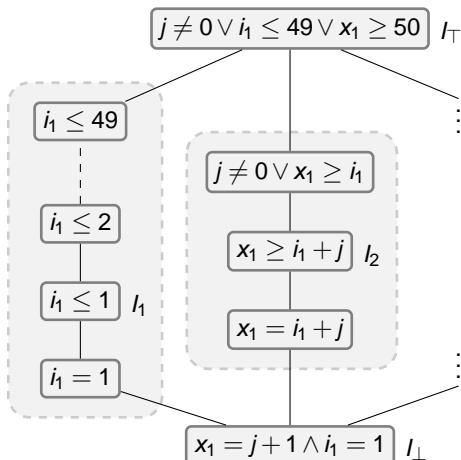 j ≠ 0 ∨ i₁ ≤ 49 ∨ x₁ ≥ 50 I⊤
i₁ ≤ 49
⋮
j ≠ 0 ∨ x₁ ≥ i₁
i₁ ≤ 2
x₁ ≥ i₁ + j I₂
i₁ ≤ 1 I₁
x₁ = i₁ + j
i₁ = 1
⋮
x₁ = j + 1 ∧ i₁ = 1 I⊥